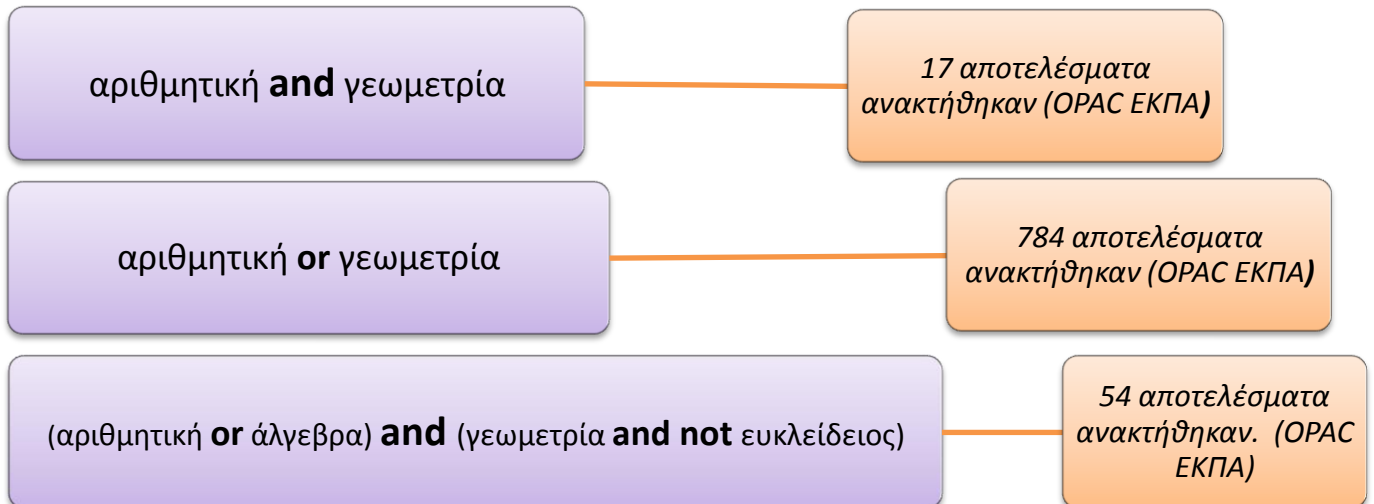 αριθμητική and γεωμετρία
17 αποτελέσματα
ανακτήθηκαν (OPAC ΕΚΠΑ)
αριθμητική or γεωμετρία
784 αποτελέσματα
ανακτήθηκαν (OPAC ΕΚΠΑ)
(αριθμητική or άλγεβρα) and (γεωμετρία and not ευκλείδειος)
54 αποτελέσματα
ανακτήθηκαν. (OPAC
ΕΚΠΑ)